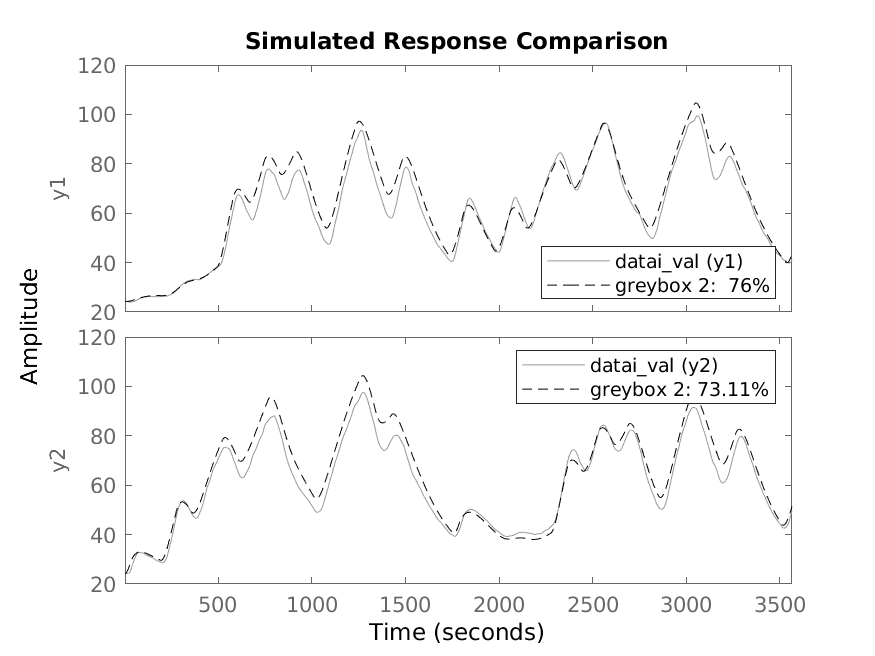 Simulated Response Comparison
120
100
80
60
40
20
y1
datai_val (y1)
greybox 2:  76%
Amplitude
120
100
80
60
40
20
y2
datai_val (y2)
greybox 2: 73.11%
500 1000 1500 2000 2500 3000 3500
Time (seconds)